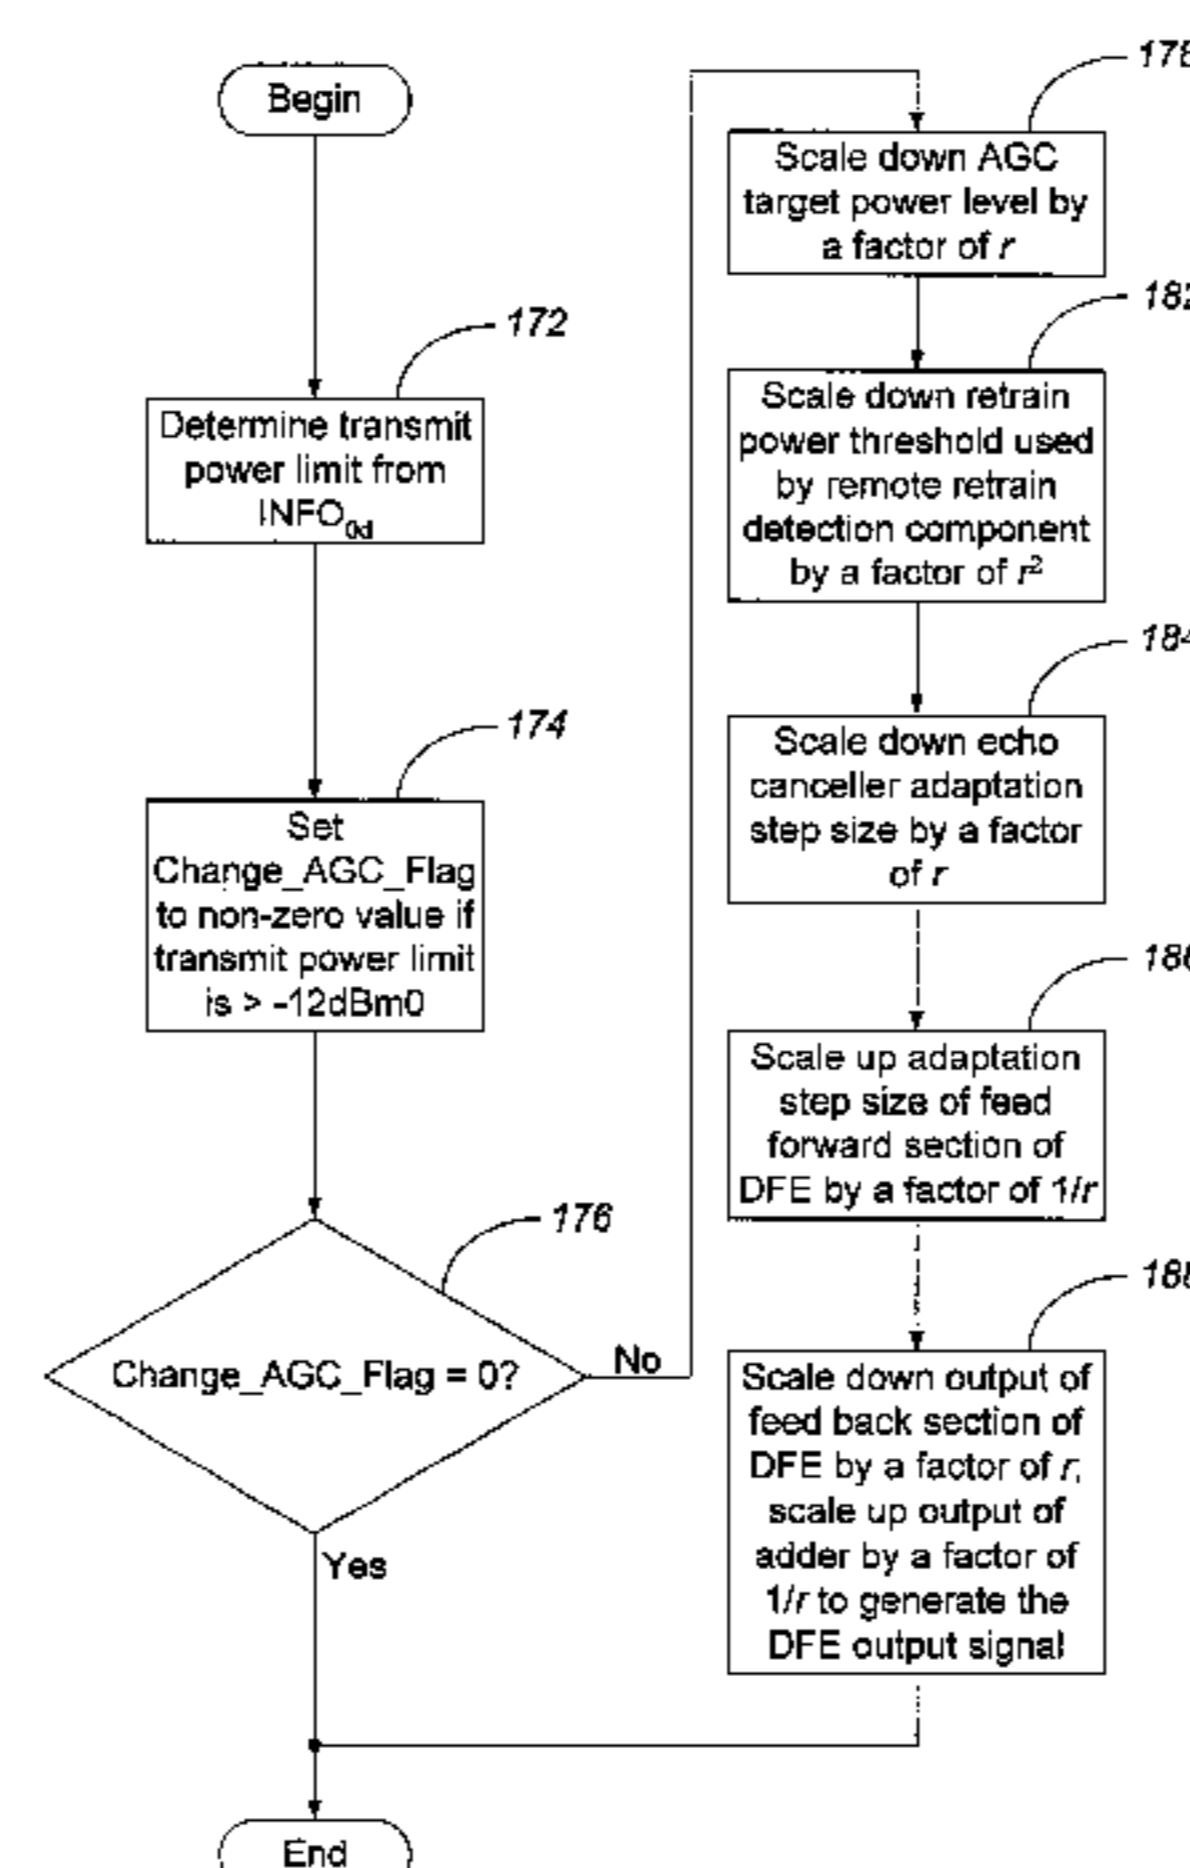 Begin
172
Determine transmit
power limit from
INFO0d
174
Set
Change_AGC_Flag
to non-zero value if
transmit power limit
is > -12dBm0
176
Change_AGC_Flag = 0?
No
Yes
End
178
Scale down AGC
target power level by
a factor of r
182
Scale down retrain
power threshold used
by remote retrain
detection component
by a factor of r²
184
Scale down echo
canceller adaptation
step size by a factor
of r
186
Scale up adaptation
step size of feed
forward section of
DFE by a factor of 1/r
188
Scale down output of
feed back section of
DFE by a factor of r;
scale up output of
adder by a factor of
1/r to generate the
DFE output signal